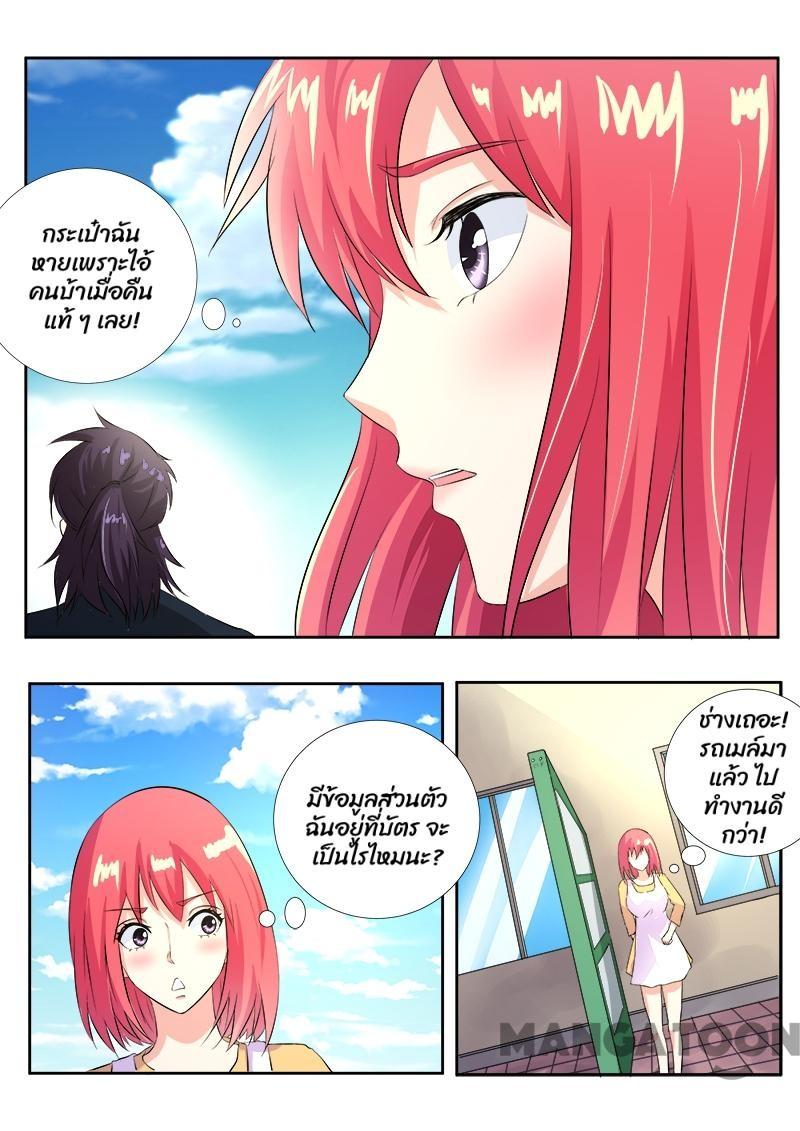 กระเป๋าฉัน
หายเพราะไอ้
คนบ้าเมื่อคืน
แท้ ๆ เลย!
มีข้อมูลส่วนตัว
ฉันอยู่ที่บัตร จะ
เป็นไรไหมนะ?
ช่างเถอะ!
รถเมล์มา
แล้ว ไป
ทำงานดี
กว่า!
MANGATOON